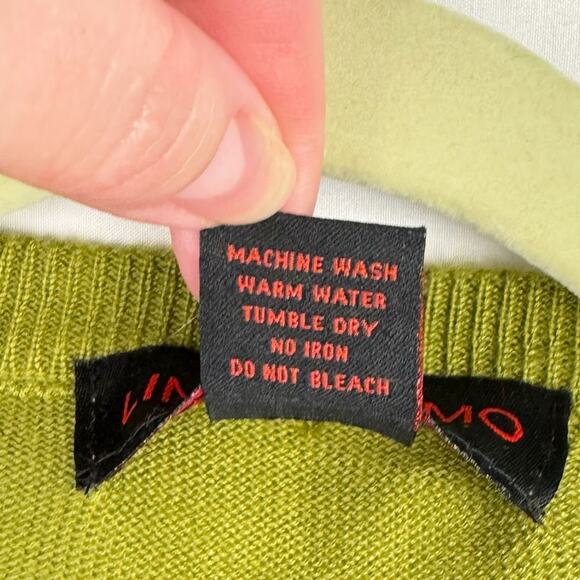 MACHINE WASH
WARM WATER
TUMBLE DRY
NO IRON
DO NOT BLEACH